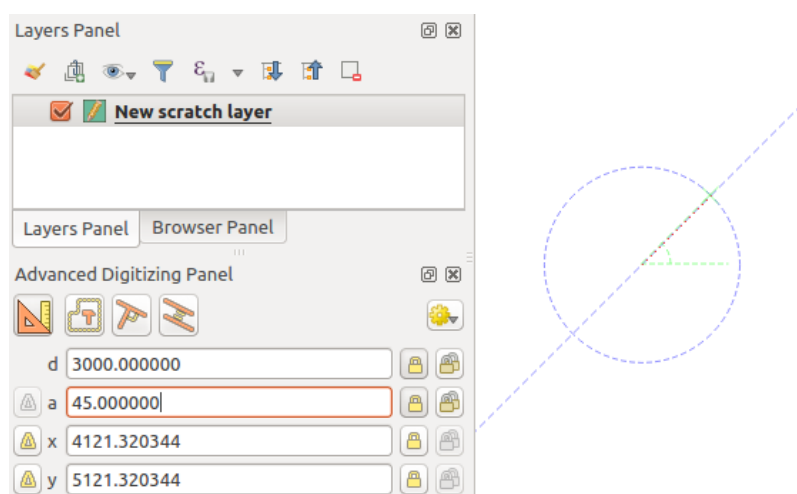 Layers Panel
New scratch layer
Layers Panel Browser Panel
Advanced Digitizing Panel
d 3000.000000
a 45.000000
x 4121.320344
y 5121.320344